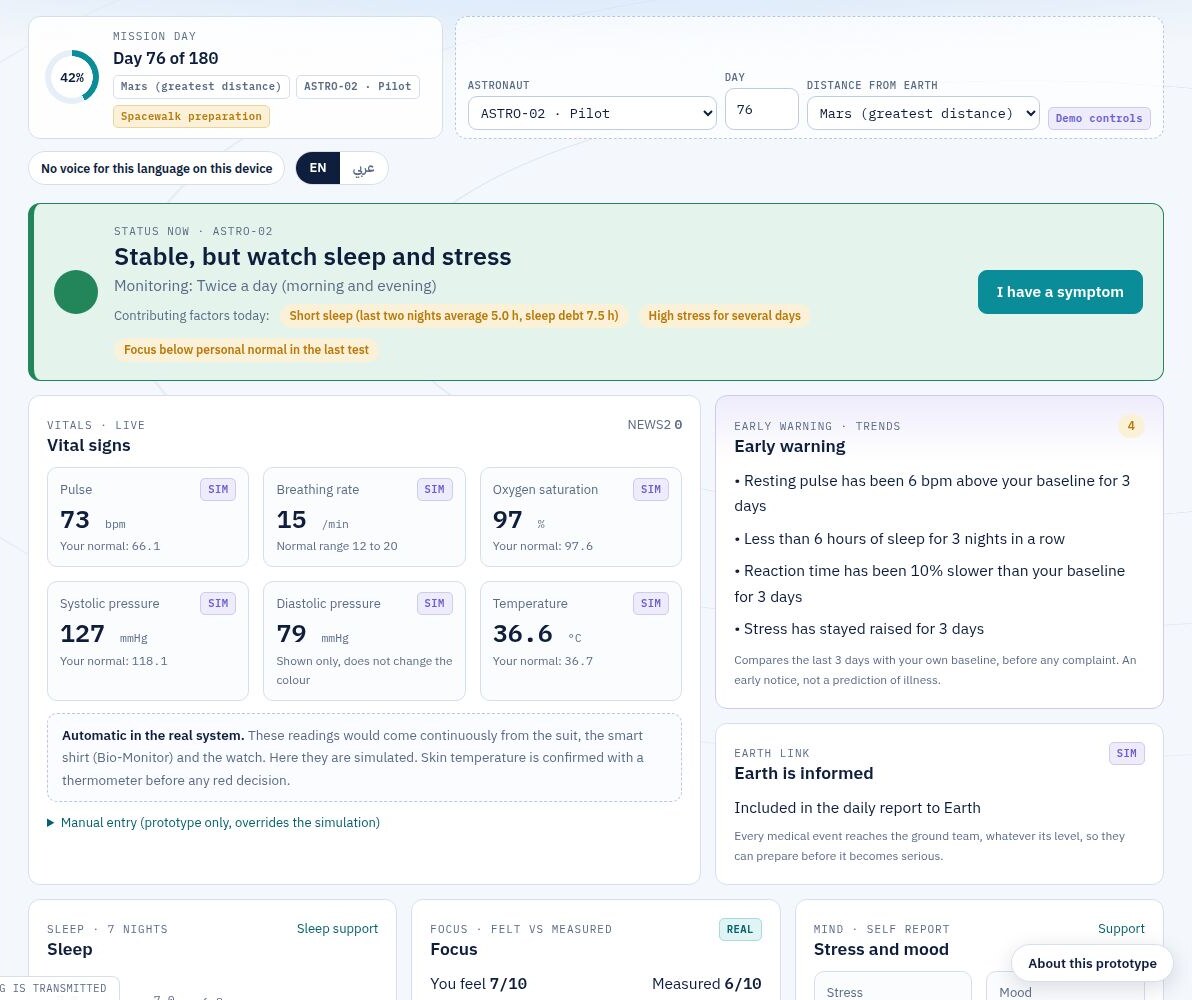 MISSION DAY
42%
Day 76 of 180
Mars (greatest distance)
ASTRO-02 · Pilot
Spacewalk preparation
ASTRONAUT
ASTRO-02 · Pilot
DAY
76
DISTANCE FROM EARTH
Mars (greatest distance)
Demo controls
No voice for this language on this device
EN
عربي
STATUS NOW · ASTRO-02
Stable, but watch sleep and stress
Monitoring: Twice a day (morning and evening)
Contributing factors today:
Short sleep (last two nights average 5.0 h, sleep debt 7.5 h)
High stress for several days
Focus below personal normal in the last test
I have a symptom
VITALS · LIVE
NEWS2 0
Vital signs
Pulse
SIM
73 bpm
Your normal: 66.1
Breathing rate
SIM
15 /min
Normal range 12 to 20
Oxygen saturation
SIM
97 %
Your normal: 97.6
Systolic pressure
SIM
127 mmHg
Your normal: 118.1
Diastolic pressure
SIM
79 mmHg
Shown only, does not change the
colour
Temperature
SIM
36.6 °C
Your normal: 36.7
Automatic in the real system. These readings would come continuously from the suit, the smart
shirt (Bio-Monitor) and the watch. Here they are simulated. Skin temperature is confirmed with a
thermometer before any red decision.
Manual entry (prototype only, overrides the simulation)
EARLY WARNING · TRENDS
4
Early warning
• Resting pulse has been 6 bpm above your baseline for 3
days
• Less than 6 hours of sleep for 3 nights in a row
• Reaction time has been 10% slower than your baseline
for 3 days
• Stress has stayed raised for 3 days
Compares the last 3 days with your own baseline, before any complaint. An
early notice, not a prediction of illness.
EARTH LINK
SIM
Earth is informed
Included in the daily report to Earth
Every medical event reaches the ground team, whatever its level, so they
can prepare before it becomes serious.
SLEEP · 7 NIGHTS
Sleep support
Sleep
FOCUS · FELT VS MEASURED
REAL
Focus
You feel 7/10
Measured 6/10
MIND · SELF REPORT
Support
Stress and mood
Stress
Mood
About this prototype
IS TRANSMITTED